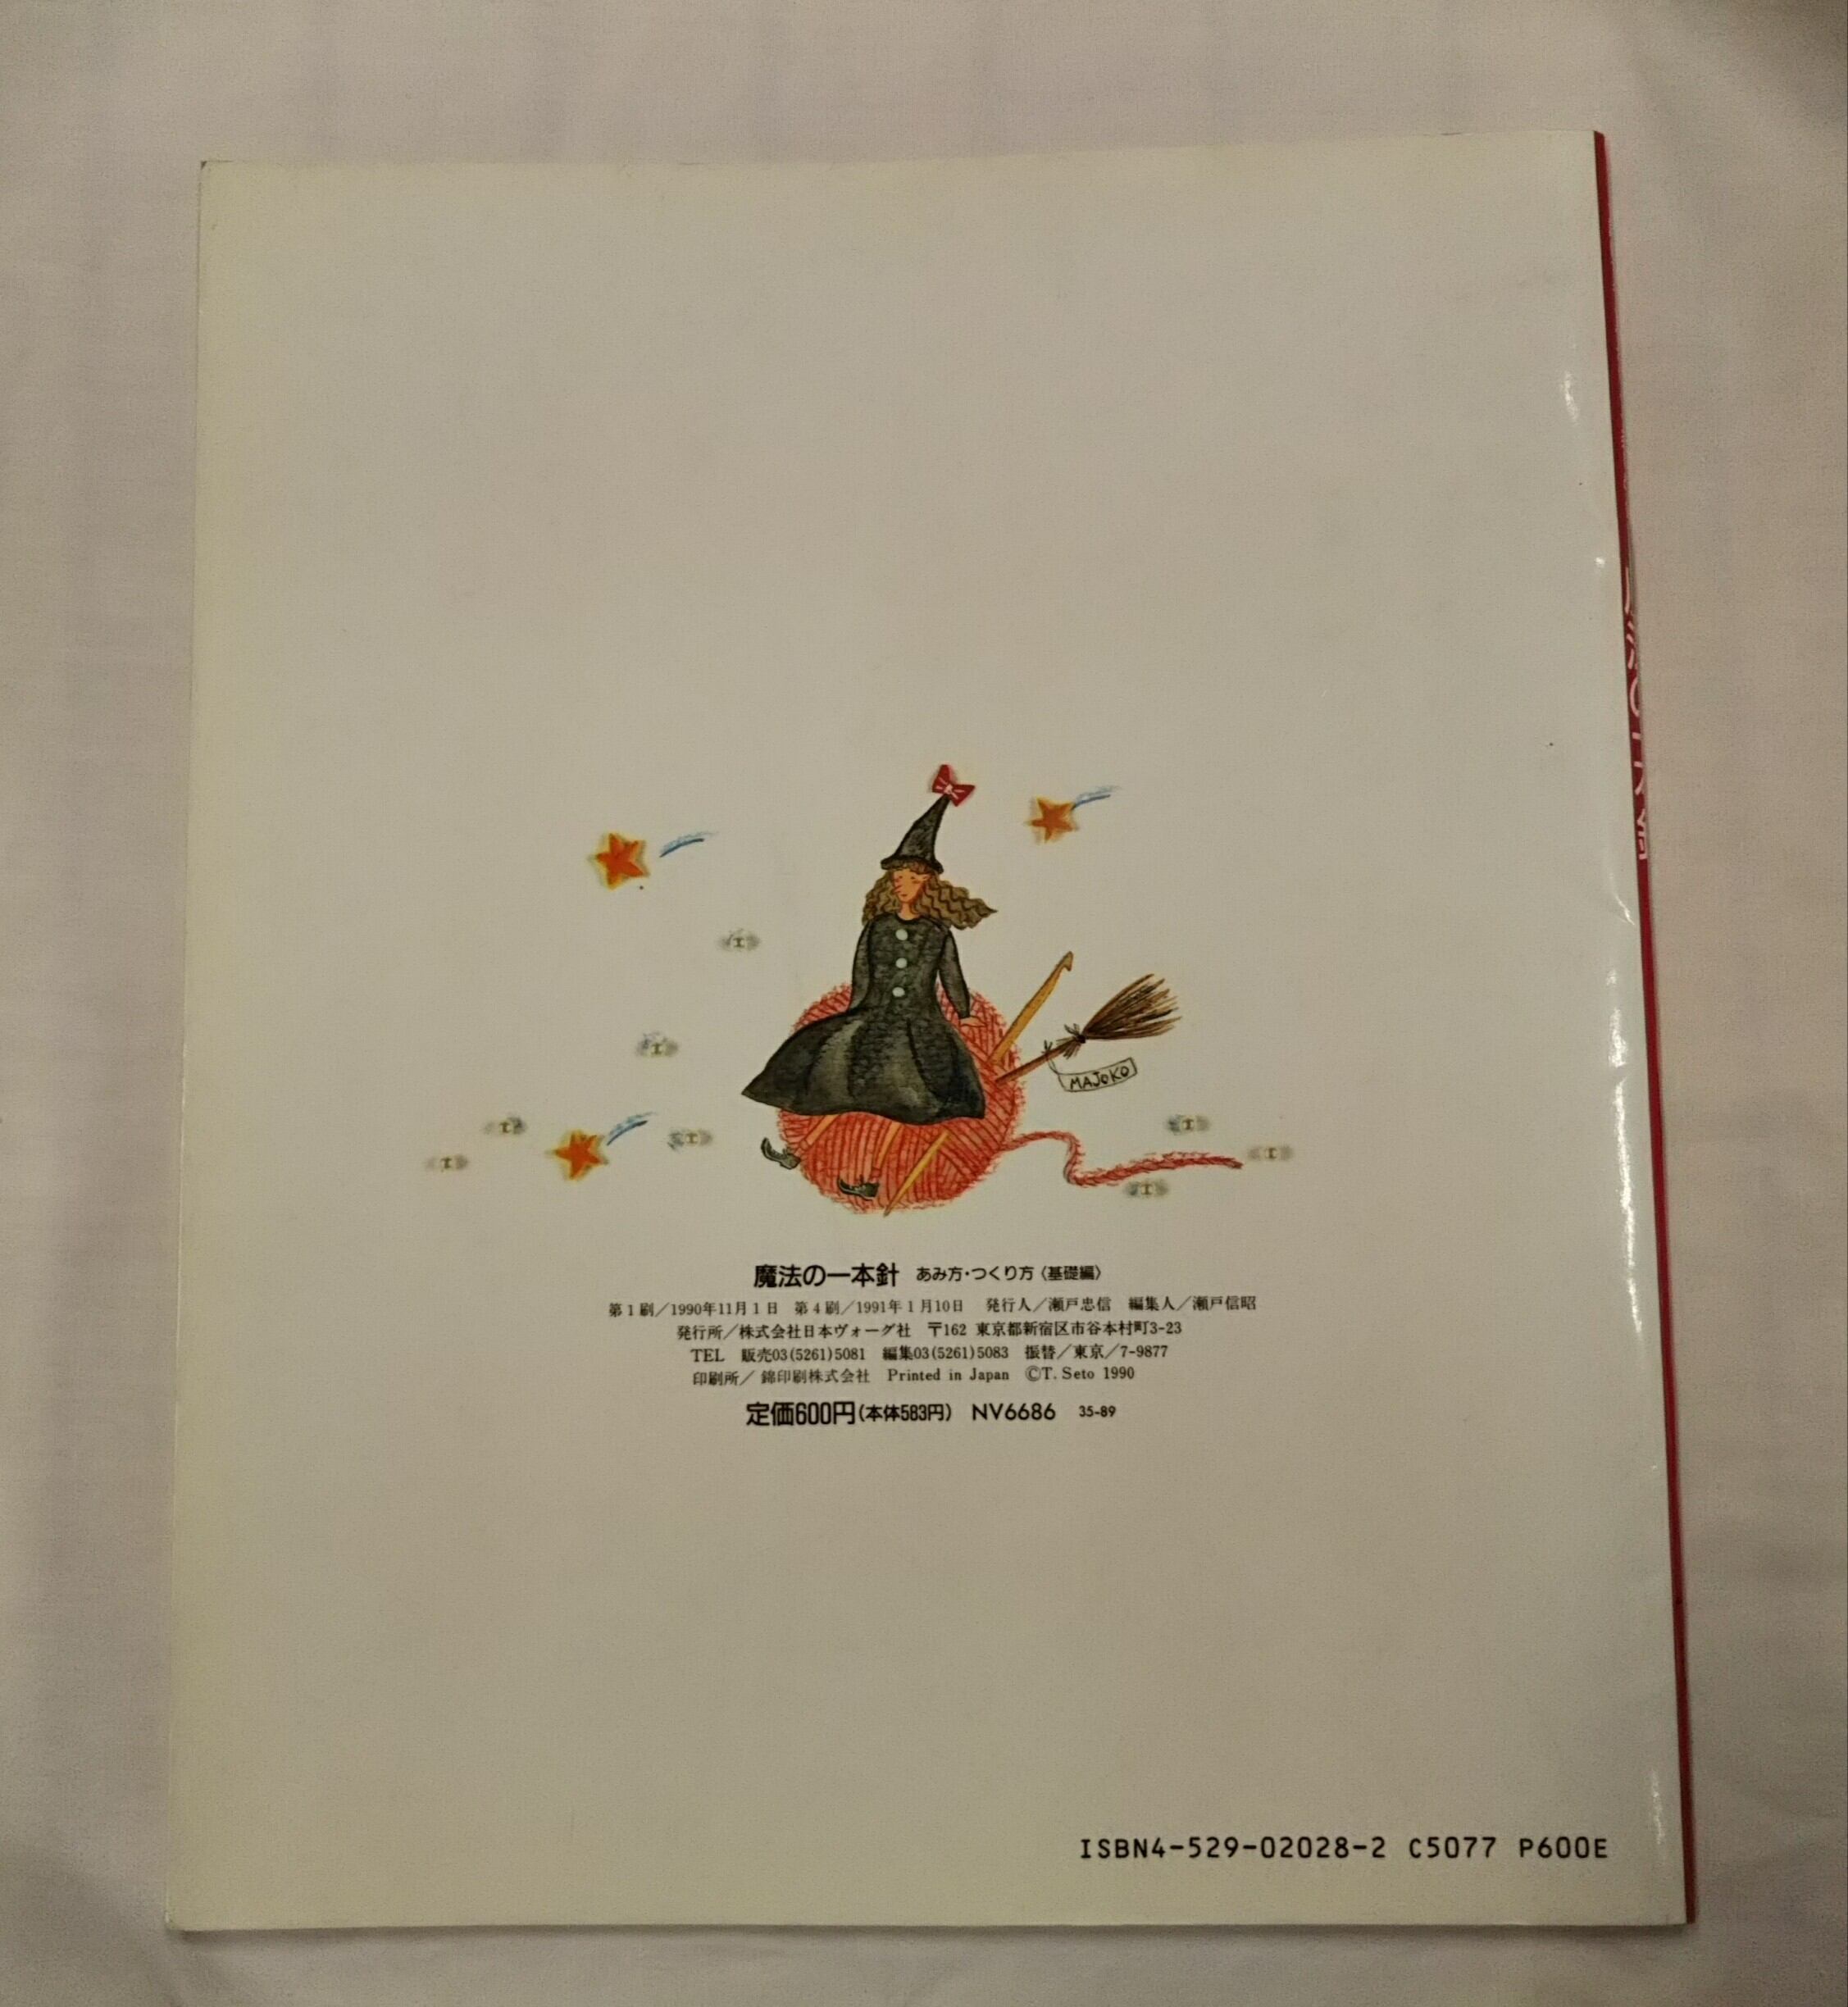 MAJOKO
魔法の一本針 あみ方・つくり方〈基礎編〉
第1刷/1990年11月1日 第4刷/1991年1月10日 発行人/瀬戸忠信 編集人/瀬戸信昭
発行所/株式会社日本ヴォーグ社 〒162 東京都新宿区市谷本村町3-23
TEL 販売03(5261)5081 編集03(5261)5083 振替/東京/7-9877
印刷所/錦印刷株式会社 Printed in Japan ©T. Seto 1990
定価600円(本体583円) NV6686 35-89
ISBN4-529-02028-2 C5077 P600E